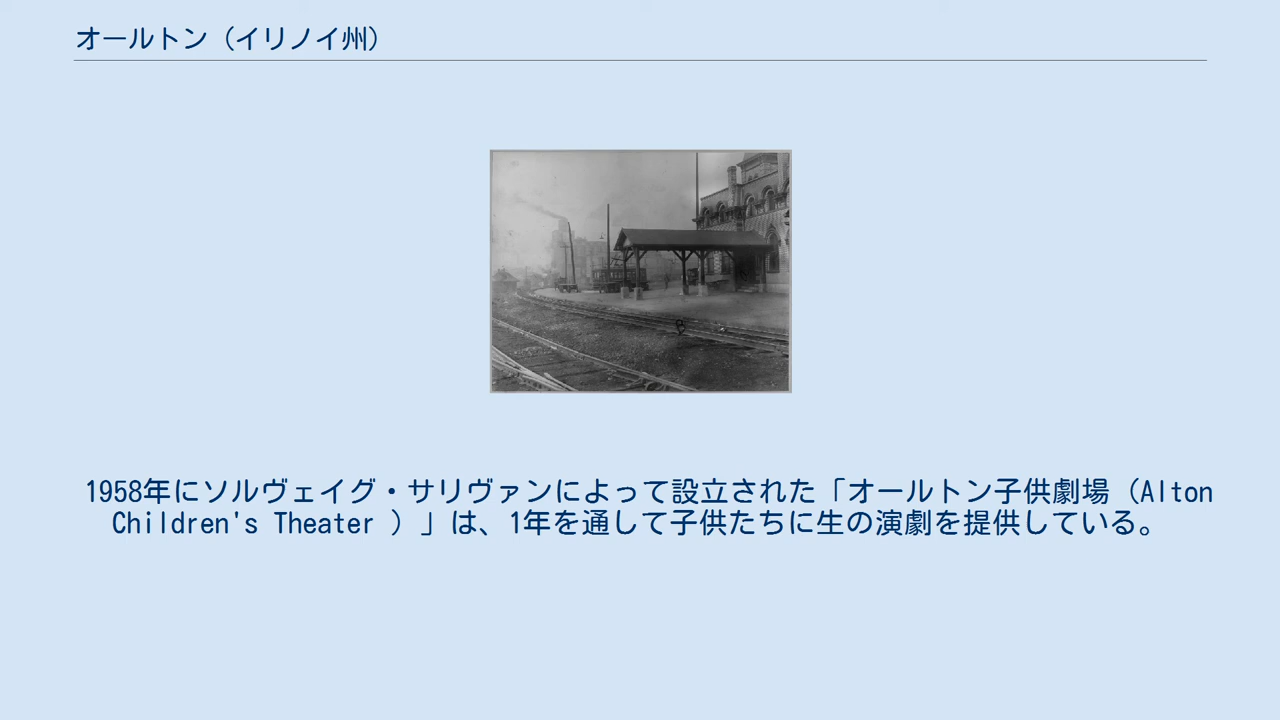 オールトン（イリノイ州）
1958年にソルヴェイグ・サリヴァンによって設立された「オールトン子供劇場（Alton
Children's Theater ）」は、1年を通して子供たちに生の演劇を提供している。